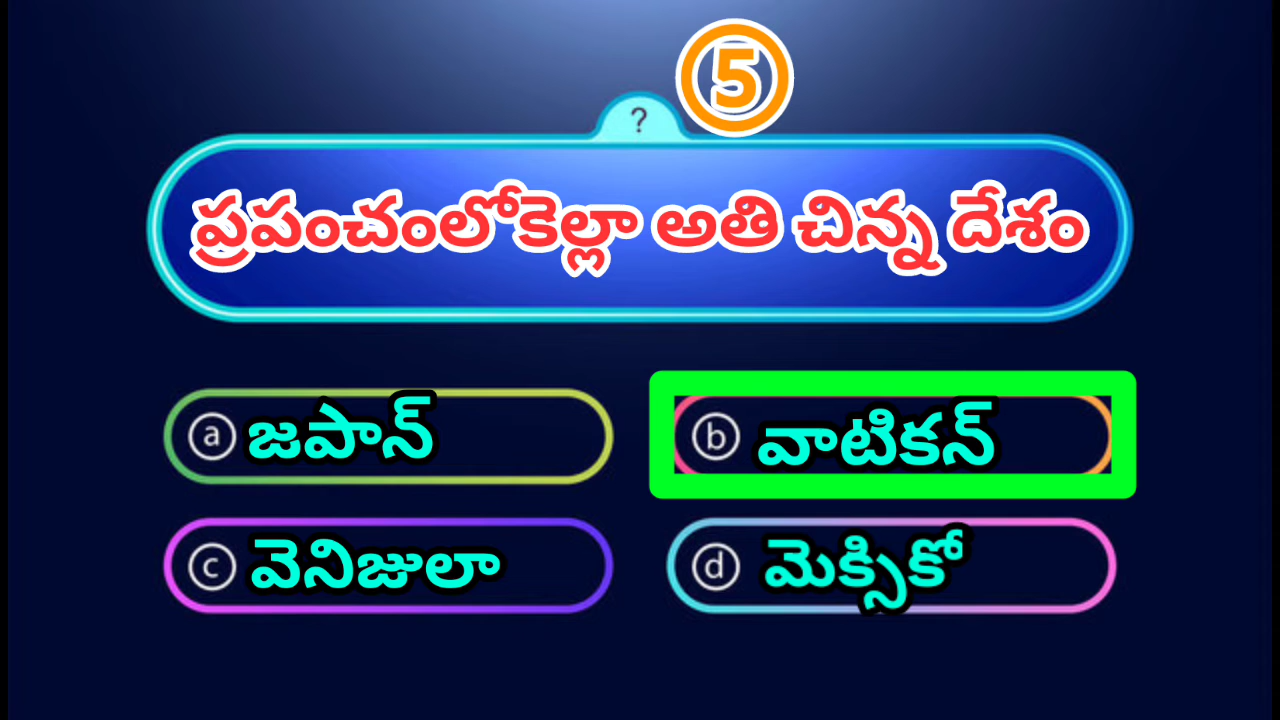 5
?
ప్రపంచంలోకెల్లా అతి చిన్న దేశం
a జపాన్
b వాటికన్
c వెనిజులా
d మెక్సికో